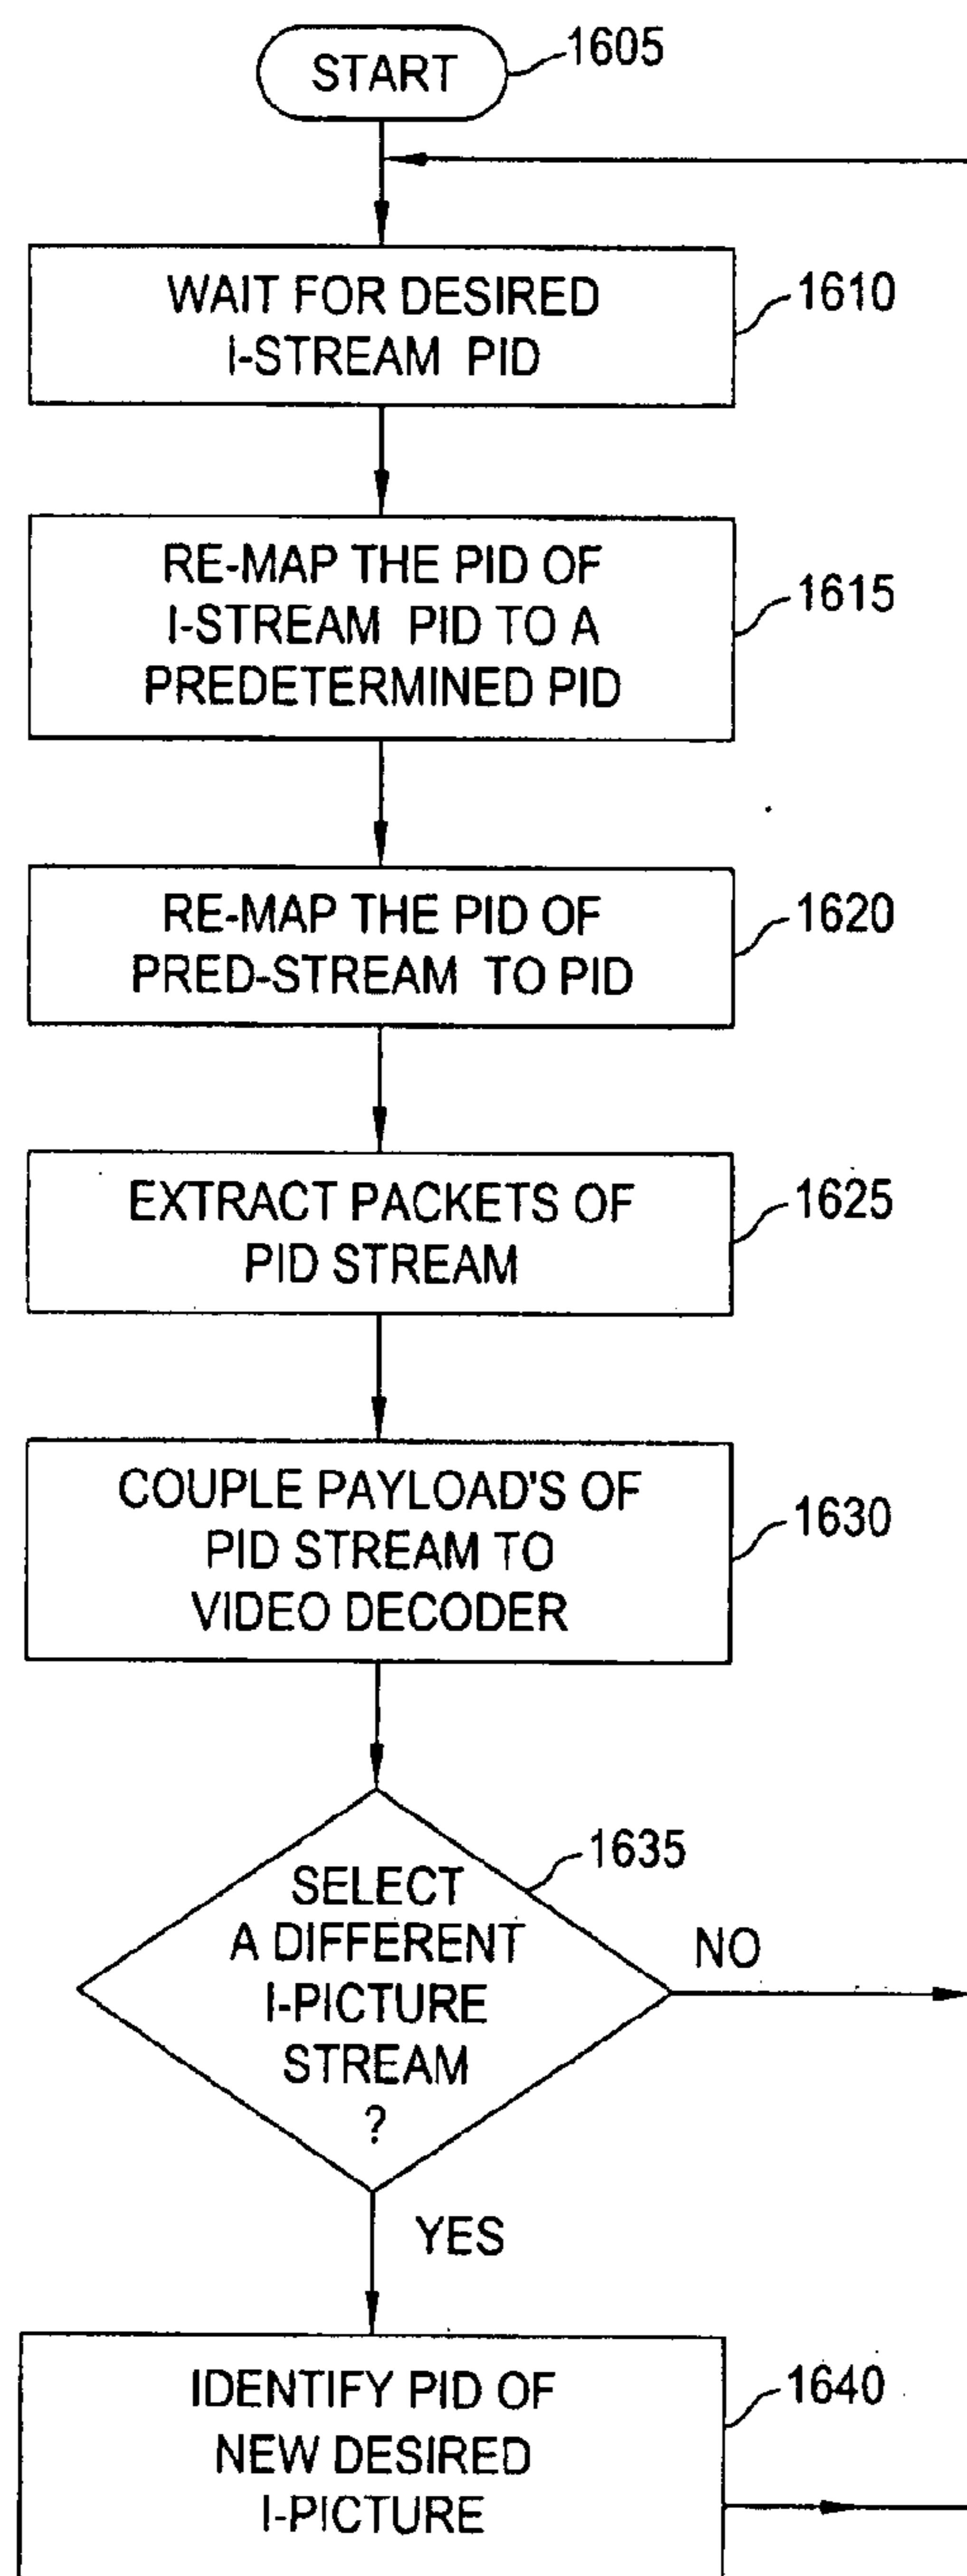 START
1605
WAIT FOR DESIRED
I-STREAM PID
1610
RE-MAP THE PID OF
I-STREAM PID TO A
PREDETERMINED PID
1615
RE-MAP THE PID OF
PRED-STREAM TO PID
1620
EXTRACT PACKETS OF
PID STREAM
1625
COUPLE PAYLOAD'S OF
PID STREAM TO
VIDEO DECODER
1630
1635
SELECT
A DIFFERENT
I-PICTURE
STREAM
?
NO
YES
IDENTIFY PID OF
NEW DESIRED
I-PICTURE
1640